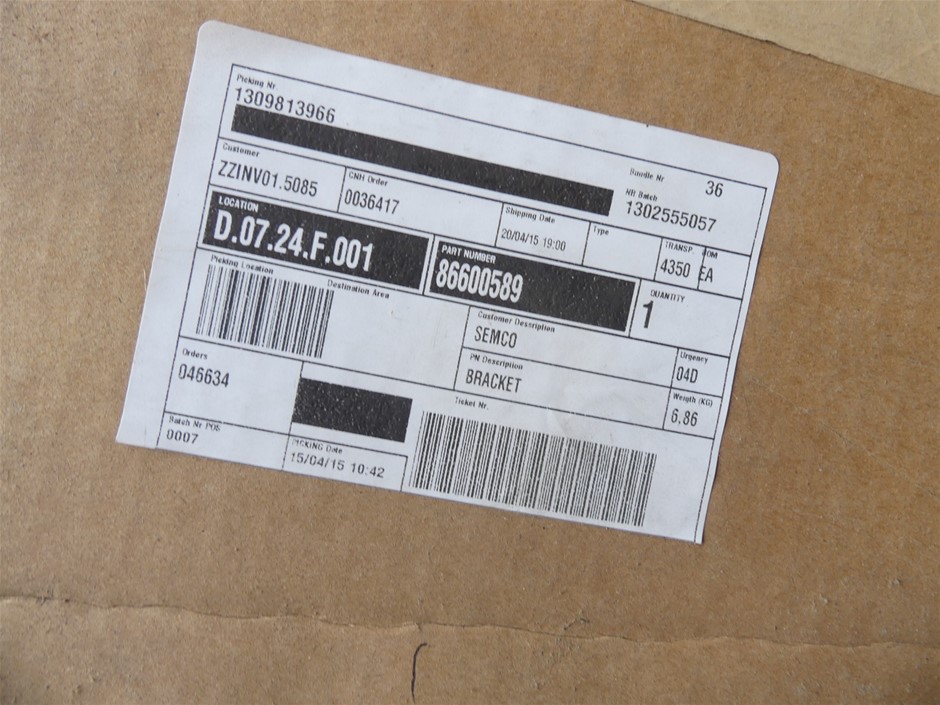 Picking Nr.
1309813966
Bundle Nr 36
NR Batch
1302555057
Customer
ZZINV01.5085
CNH Order
0036417
Shipping Date
20/04/15 19:00
Type
TRANSP.
4350
UOM
EA
LOCATION
D.07.24.F.001
PART NUMBER
86600589
QUANTITY
1
Picking Location
Destination Area
Customer Description
SEMCO
PN Description
BRACKET
Urgency
04D
Weigth (KG)
6,86
Orders
046634
Ticket Nr.
Batch Nr POS
0007
PICKING Date
15/04/15 10:42